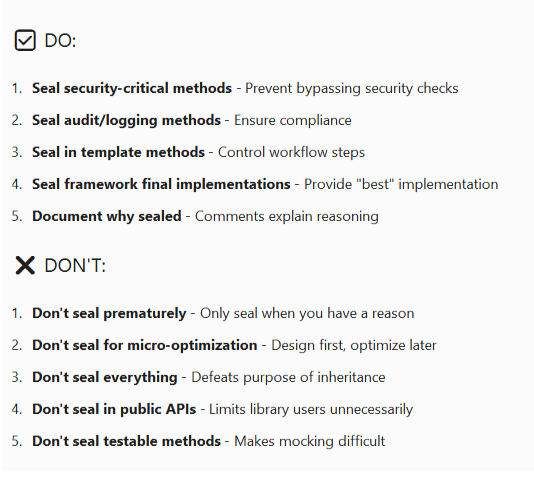 ☑ DO:
1. Seal security-critical methods - Prevent bypassing security checks
2. Seal audit/logging methods - Ensure compliance
3. Seal in template methods - Control workflow steps
4. Seal framework final implementations - Provide "best" implementation
5. Document why sealed - Comments explain reasoning
❌ DON'T:
1. Don't seal prematurely - Only seal when you have a reason
2. Don't seal for micro-optimization - Design first, optimize later
3. Don't seal everything - Defeats purpose of inheritance
4. Don't seal in public APIs - Limits library users unnecessarily
5. Don't seal testable methods - Makes mocking difficult